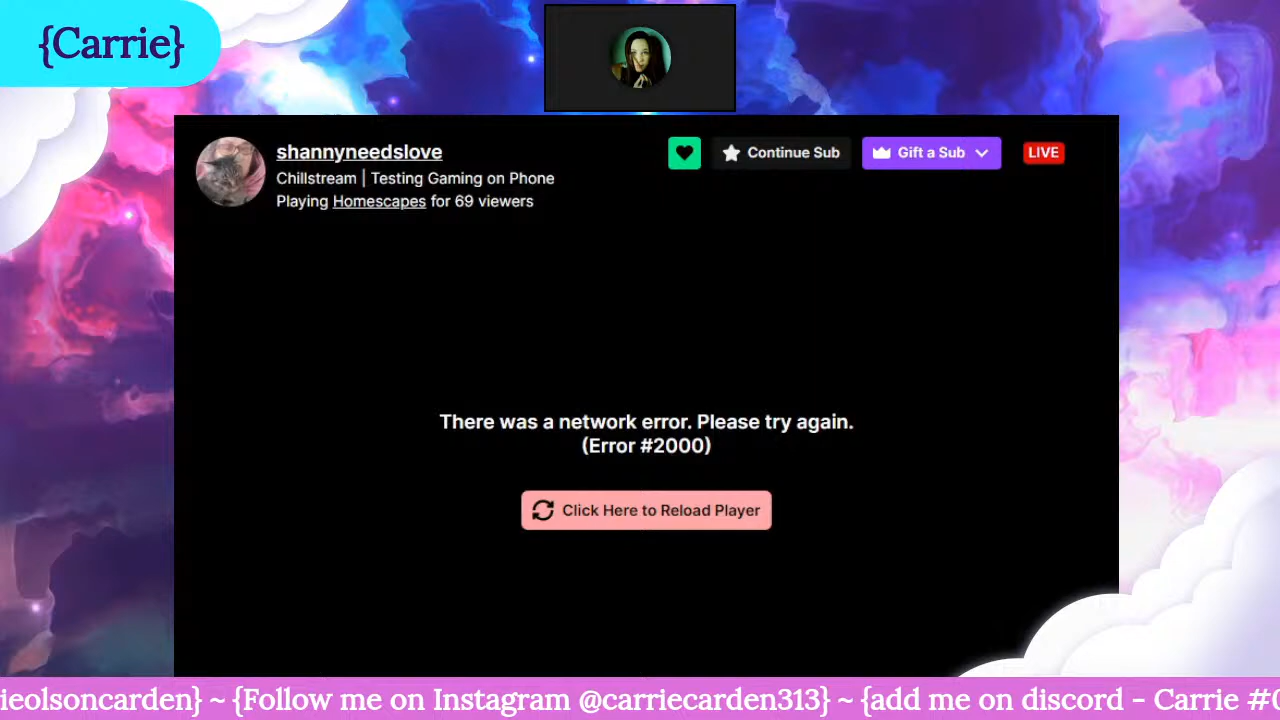 {Carrie}
shannyneedslove
Continue Sub
Gift a Sub
LIVE
Chillstream | Testing Gaming on Phone
Playing Homescapes for 69 viewers
There was a network error. Please try again.
(Error #2000)
Click Here to Reload Player
ieolsoncarden} ~ {Follow me on Instagram @carriecarden313} ~ {add me on discord - Carrie #